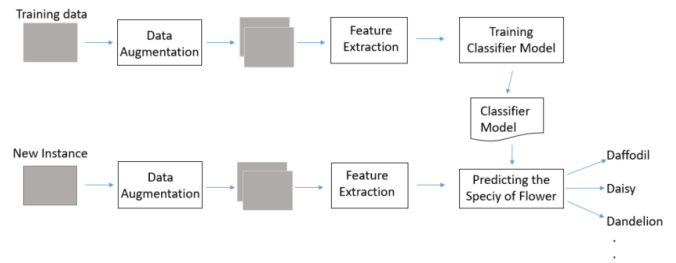 Training data
Data
Augmentation
Feature
Extraction
Training
Classifier Model
Classifier
Model
New Instance
Data
Augmentation
Feature
Extraction
Predicting the
Speciy of Flower
Daffodil
Daisy
Dandelion
.
.